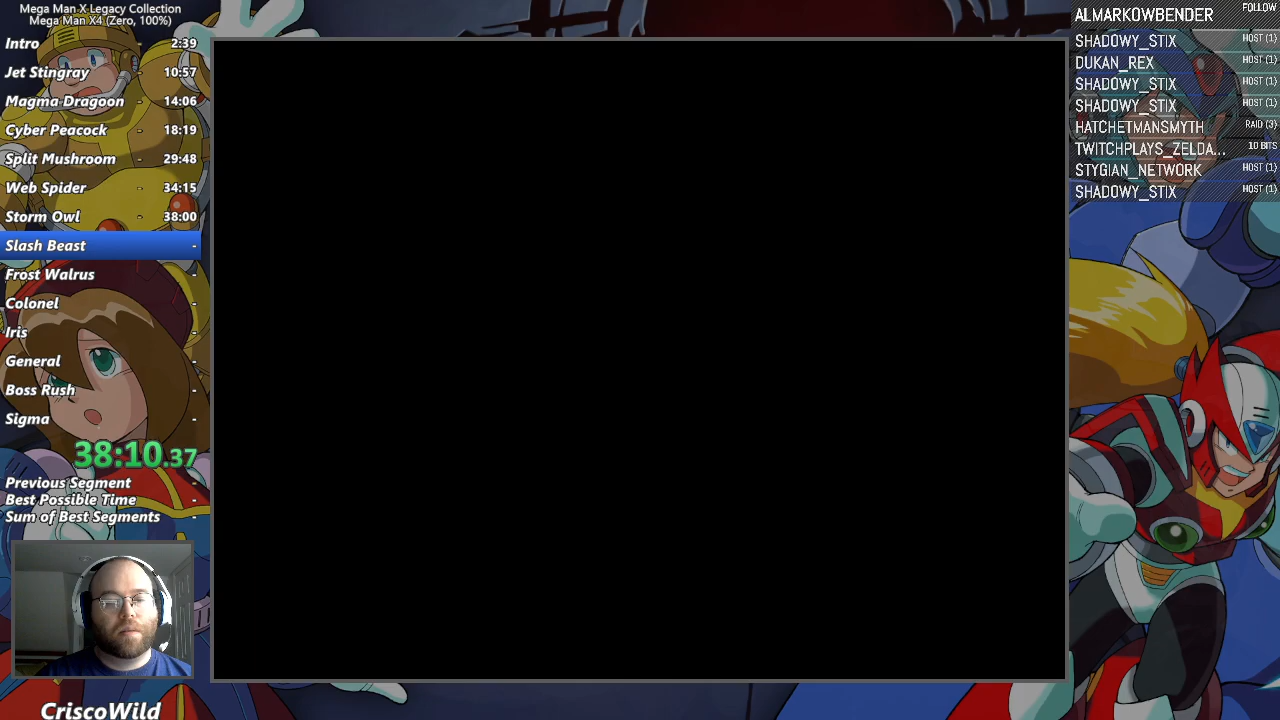 Mega Man X Legacy Collection
Mega Man X4 (Zero, 100%)
Intro - 2:39
Jet Stingray - 10:57
Magma Dragoon - 14:06
Cyber Peacock - 18:19
Split Mushroom - 29:48
Web Spider - 34:15
Storm Owl - 38:00
Slash Beast -
Frost Walrus -
Colonel -
Iris -
General -
Boss Rush -
Sigma -
38:10.37
Previous Segment -
Best Possible Time -
Sum of Best Segments -
CriscoWild
ALMARKOWBENDER FOLLOW
SHADOWY_STIX HOST (1)
DUKAN_REX HOST (1)
SHADOWY_STIX HOST (1)
SHADOWY_STIX HOST (1)
HATCHETMANSMYTH RAID (3)
TWITCHPLAYS_ZELDA... 10 BITS
STYGIAN_NETWORK HOST (1)
SHADOWY_STIX HOST (1)